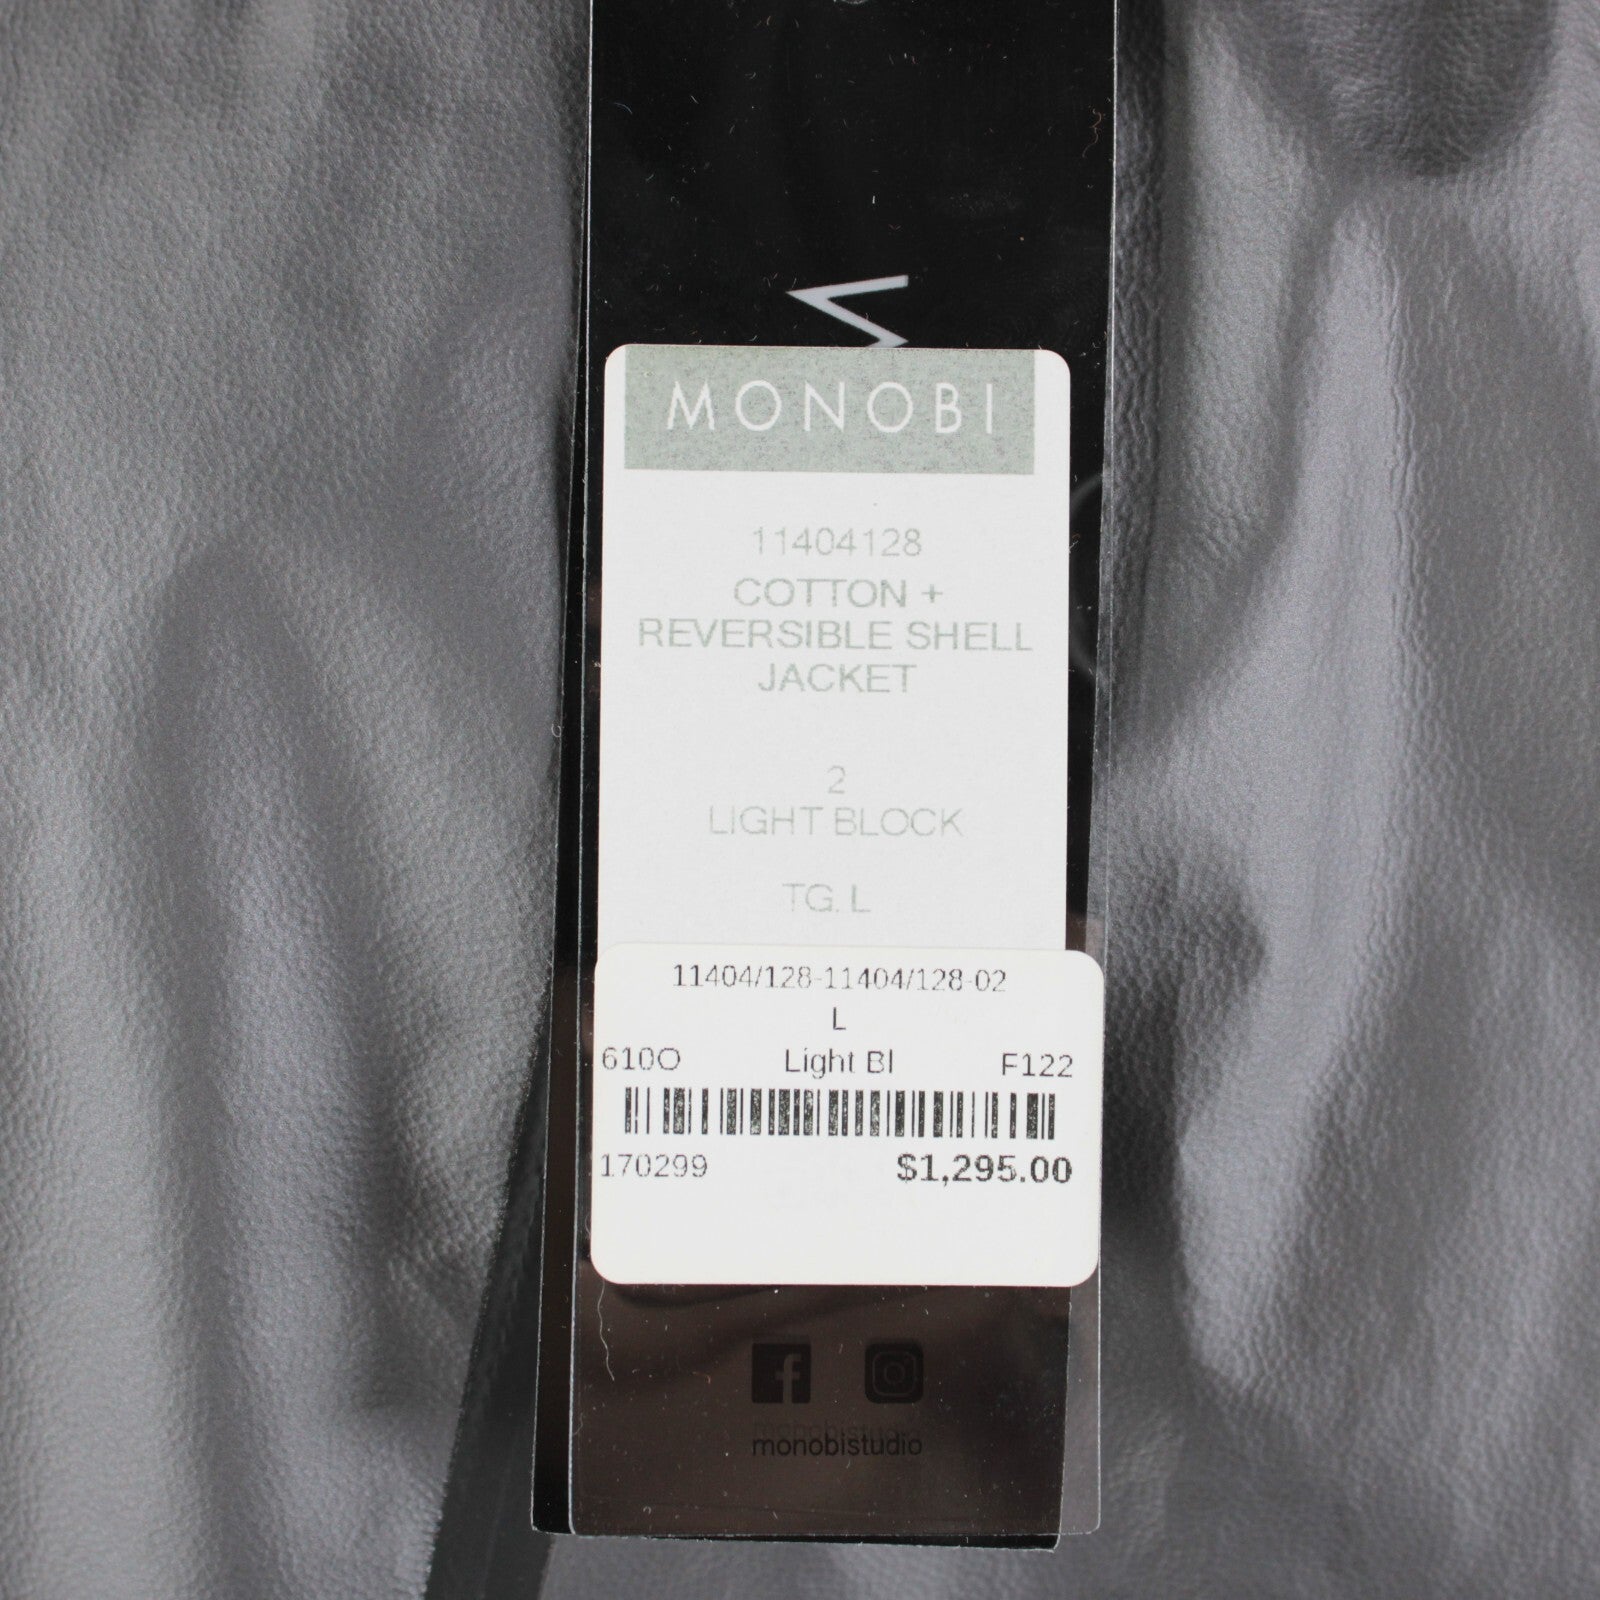 MONOBI
11404128
COTTON +
REVERSIBLE SHELL
JACKET
2
LIGHT BLOCK
TG. L
11404/128-11404/128-02
L
610O Light Bl F122
170299 $1,295.00
monobistudio